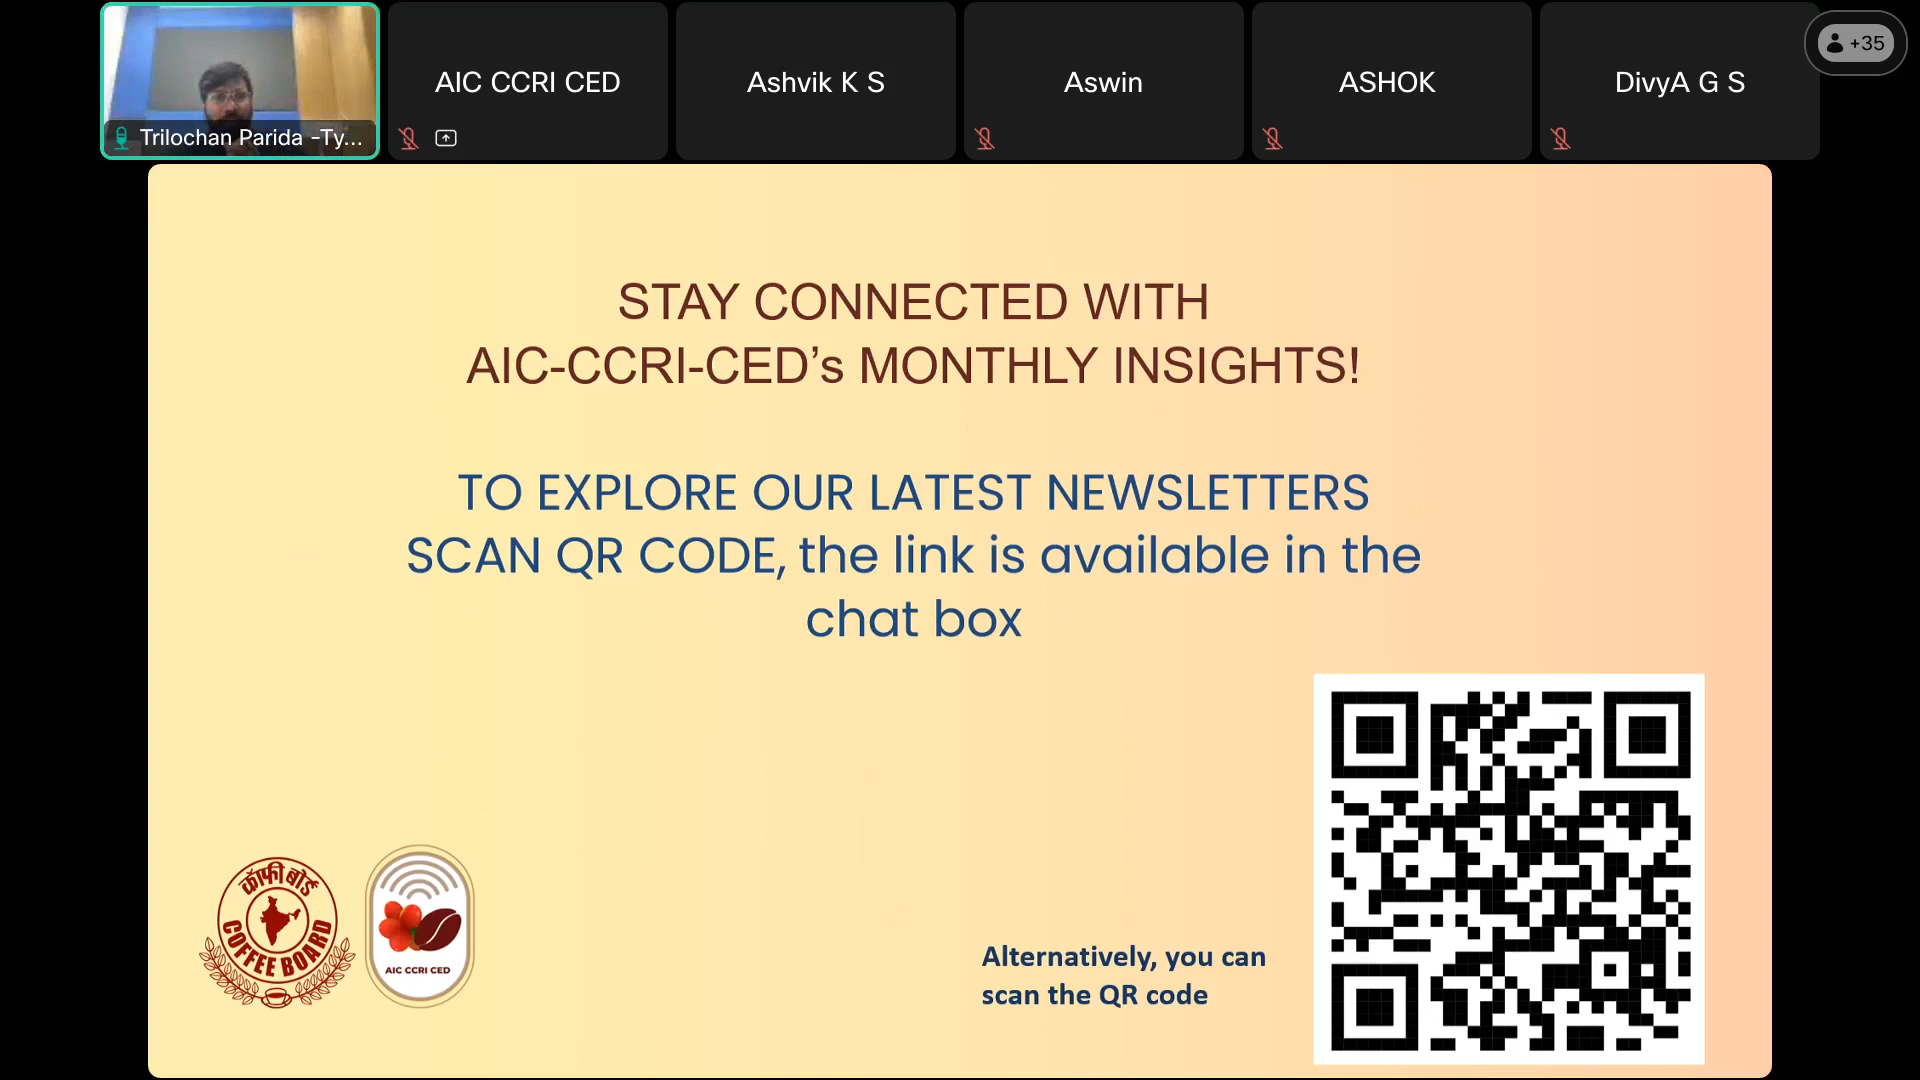 Trilochan Parida -Ty...
AIC CCRI CED
Ashvik K S
Aswin
ASHOK
DivyA G S
+35
STAY CONNECTED WITH
AIC-CCRI-CED’s MONTHLY INSIGHTS!
TO EXPLORE OUR LATEST NEWSLETTERS
SCAN QR CODE, the link is available in the
chat box
कॉफी बोर्ड
COFFEE BOARD
AIC CCRI CED
Alternatively, you can
scan the QR code